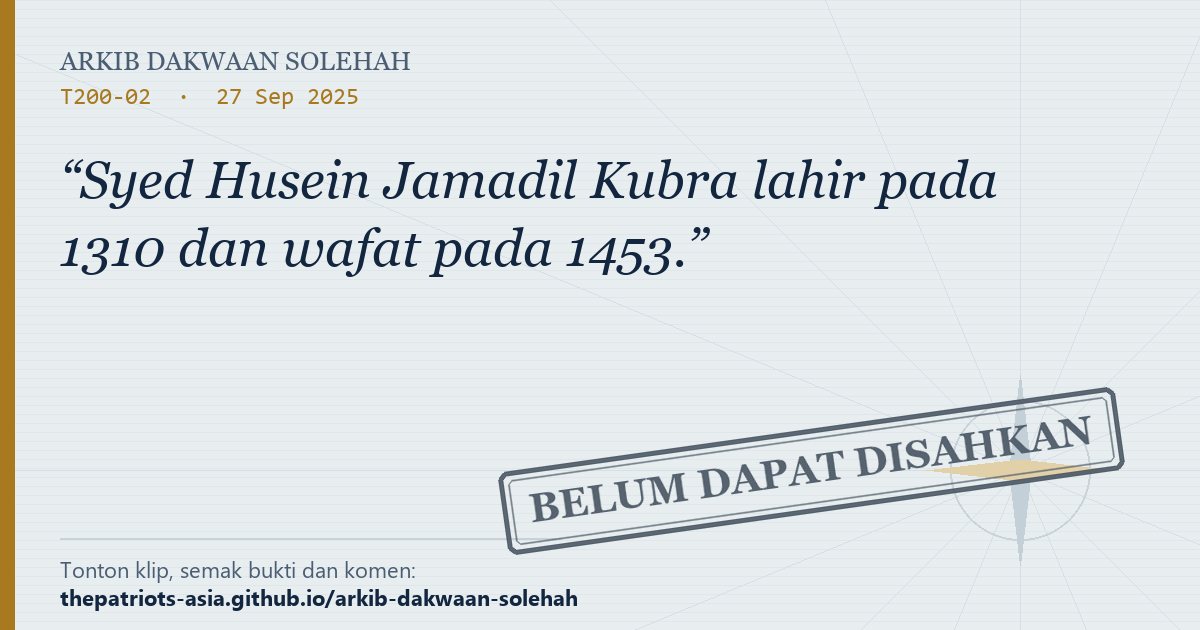 ARKIB DAKWAAN SOLEHAH
T200-02 · 27 Sep 2025
“Syed Husein Jamadil Kubra lahir pada
1310 dan wafat pada 1453.”
BELUM DAPAT DISAHKAN
Tonton klip, semak bukti dan komen:
thepatriots-asia.github.io/arkib-dakwaan-solehah